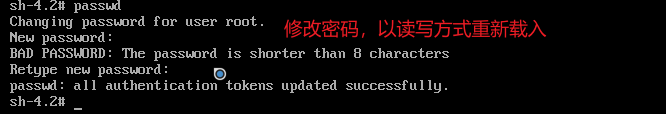 sh-4.2# passwd
Changing password for user root.
New password:
修改密码，以读写方式重新载入
BAD PASSWORD: The password is shorter than 8 characters
Retype new password:
passwd: all authentication tokens updated successfully.
sh-4.2# _